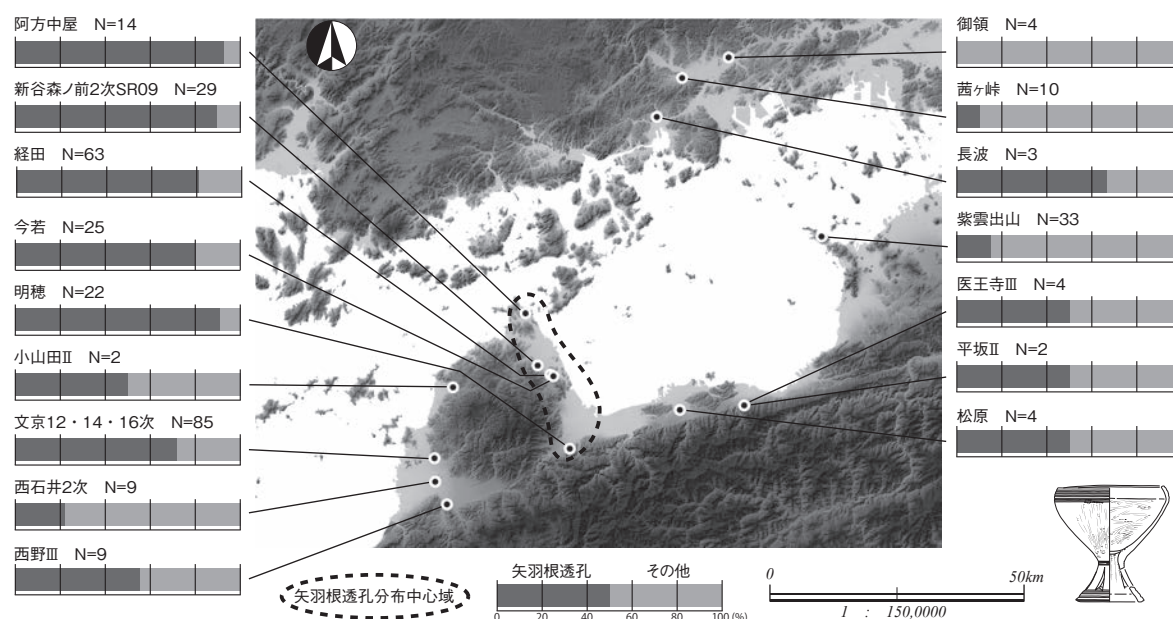 阿方中屋 N=14
新谷森ノ前2次SR09 N=29
経田 N=63
今若 N=25
明穂 N=22
小山田Ⅱ N=2
文京12・14・16次 N=85
西石井2次 N=9
西野Ⅲ N=9
御領 N=4
茜ヶ峠 N=10
長波 N=3
紫雲出山 N=33
医王寺Ⅲ N=4
平坂Ⅱ N=2
松原 N=4
矢羽根透孔分布中心域
矢羽根透孔 その他
0 20 40 60 80 100 (%)
0 50km
1 : 150,0000